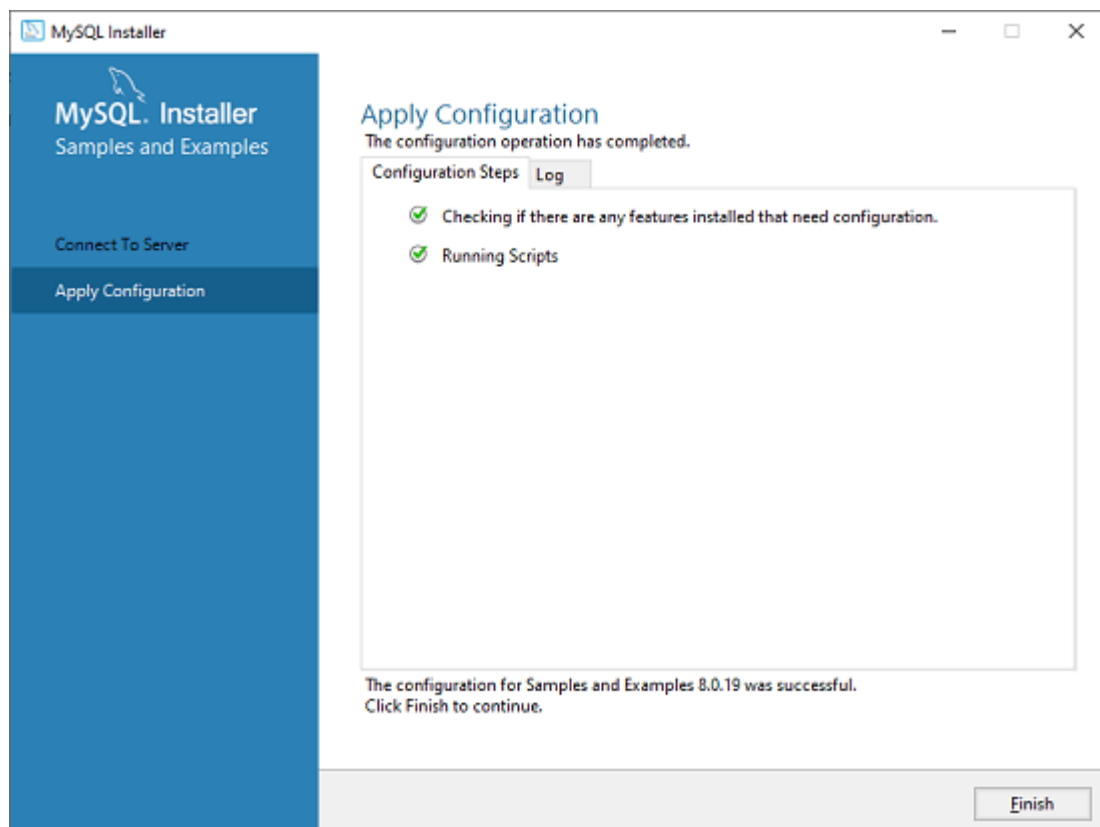 MySQL Installer
MySQL. Installer
Samples and Examples
Connect To Server
Apply Configuration
Apply Configuration
The configuration operation has completed.
Configuration Steps
Log
Checking if there are any features installed that need configuration.
Running Scripts
The configuration for Samples and Examples 8.0.19 was successful.
Click Finish to continue.
Finish